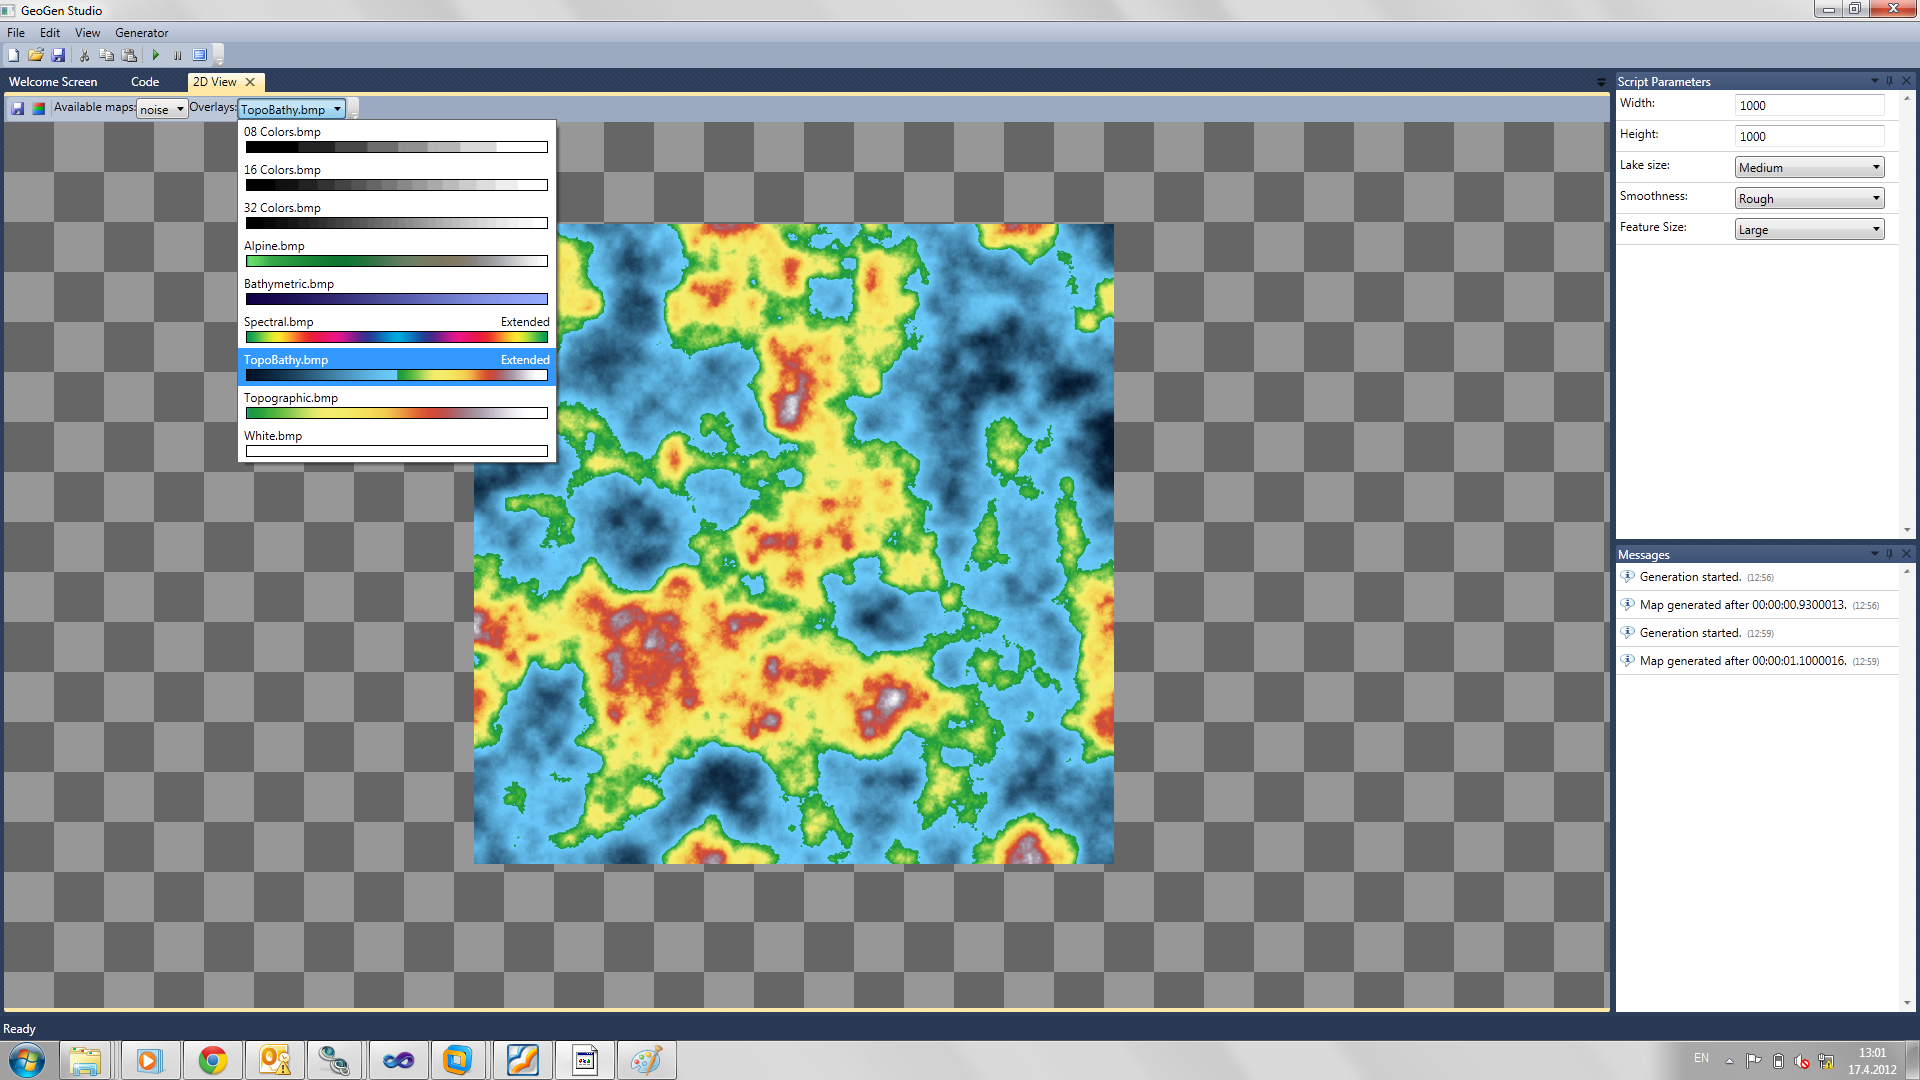 GeoGen Studio
File Edit View Generator
Welcome Screen Code 2D View
Available maps: noise Overlays: TopoBathy.bmp
08 Colors.bmp
16 Colors.bmp
32 Colors.bmp
Alpine.bmp
Bathymetric.bmp
Spectral.bmp Extended
TopoBathy.bmp Extended
Topographic.bmp
White.bmp
Script Parameters
Width: 1000
Height: 1000
Lake size: Medium
Smoothness: Rough
Feature Size: Large
Messages
Generation started. (12:56)
Map generated after 00:00:00.9300013. (12:56)
Generation started. (12:59)
Map generated after 00:00:01.1000016. (12:59)
Ready
EN
13:01
17.4.2012